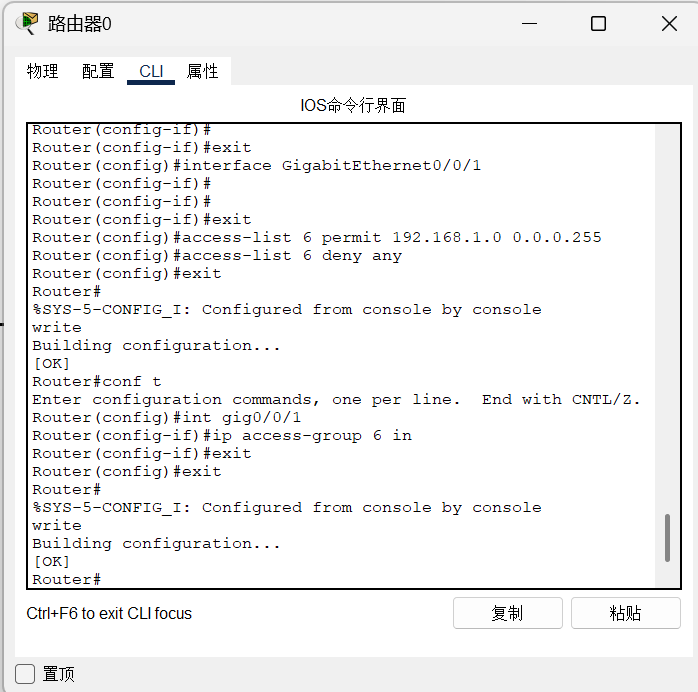 路由器0
物理 配置 CLI 属性
IOS命令行界面
Router(config-if)#
Router(config-if)#exit
Router(config)#interface GigabitEthernet0/0/1
Router(config-if)#
Router(config-if)#
Router(config-if)#exit
Router(config)#access-list 6 permit 192.168.1.0 0.0.0.255
Router(config)#access-list 6 deny any
Router(config)#exit
Router#
%SYS-5-CONFIG_I: Configured from console by console
write
Building configuration...
[OK]
Router#conf t
Enter configuration commands, one per line.  End with CNTL/Z.
Router(config)#int gig0/0/1
Router(config-if)#ip access-group 6 in
Router(config-if)#exit
Router(config)#exit
Router#
%SYS-5-CONFIG_I: Configured from console by console
write
Building configuration...
[OK]
Router#
Ctrl+F6 to exit CLI focus
复制 粘贴
置顶